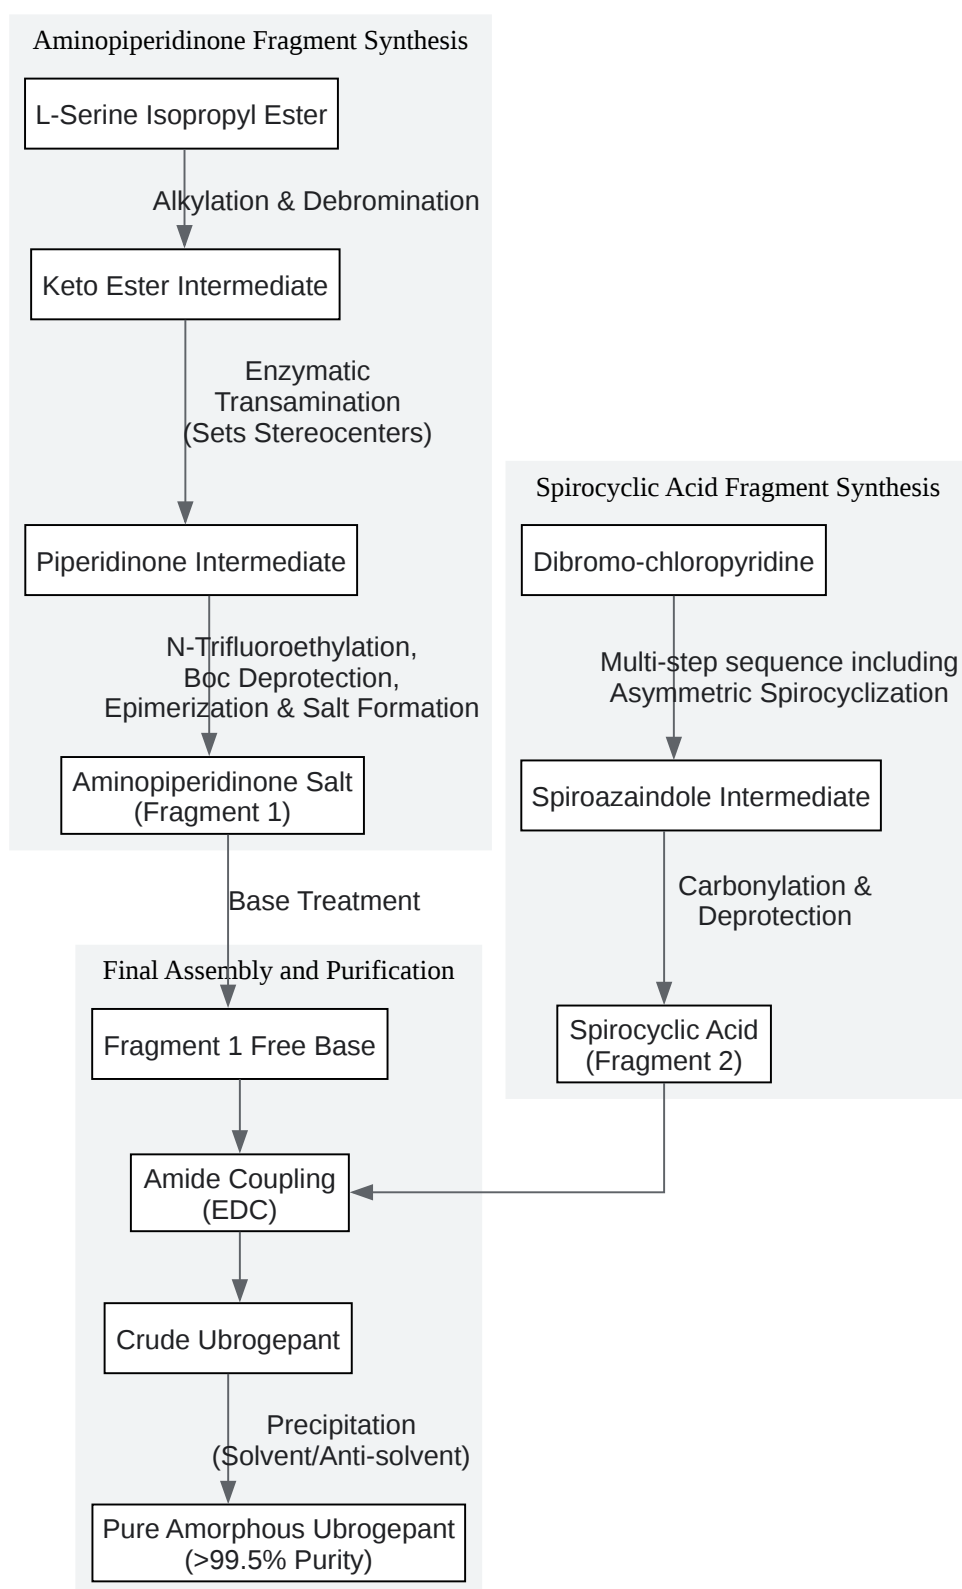 Aminopiperidinone Fragment Synthesis
L-Serine Isopropyl Ester
Alkylation & Debromination
Keto Ester Intermediate
Enzymatic
Transamination
(Sets Stereocenters)
Piperidinone Intermediate
N-Trifluoroethylation,
Boc Deprotection,
Epimerization & Salt Formation
Aminopiperidinone Salt
(Fragment 1)
Base Treatment
Spirocyclic Acid Fragment Synthesis
Dibromo-chloropyridine
Multi-step sequence including
Asymmetric Spirocyclization
Spiroazaindole Intermediate
Carbonylation &
Deprotection
Spirocyclic Acid
(Fragment 2)
Final Assembly and Purification
Fragment 1 Free Base
Amide Coupling
(EDC)
Crude Ubrogepant
Precipitation
(Solvent/Anti-solvent)
Pure Amorphous Ubrogepant
(>99.5% Purity)